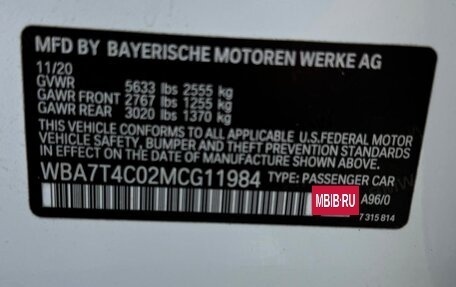 MFD BY BAYERISCHE MOTOREN WERKE AG
11/20
GVWR 5633 lbs 2555 kg
GAWR FRONT 2767 lbs 1255 kg
GAWR REAR 3020 lbs 1370 kg
THIS VEHICLE CONFORMS TO ALL APPLICABLE U.S.FEDERAL MOTOR
VEHICLE SAFETY, BUMPER, AND THEFT PREVENTION STANDARDS
IN EFFECT ON THE DATE OF MANUFACTURE SHOWN ABOVE.
WBA7T4C02MCG11984 TYPE: PASSENGER CAR
MBIB.RU A96/0
7 315 814